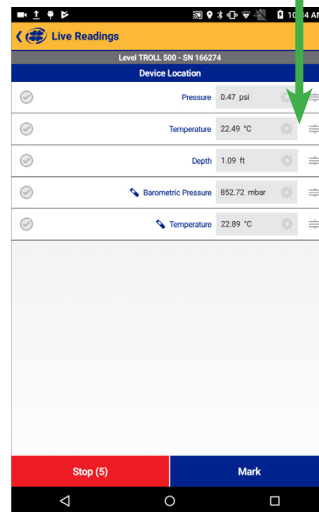 10 4 AM
Live Readings
Level TROLL 500 - SN 166274
Device Location
Pressure 0.47 psi
Temperature 22.49 °C
Depth 1.09 ft
Barometric Pressure 852.72 mbar
Temperature 22.89 °C
Stop (5) Mark